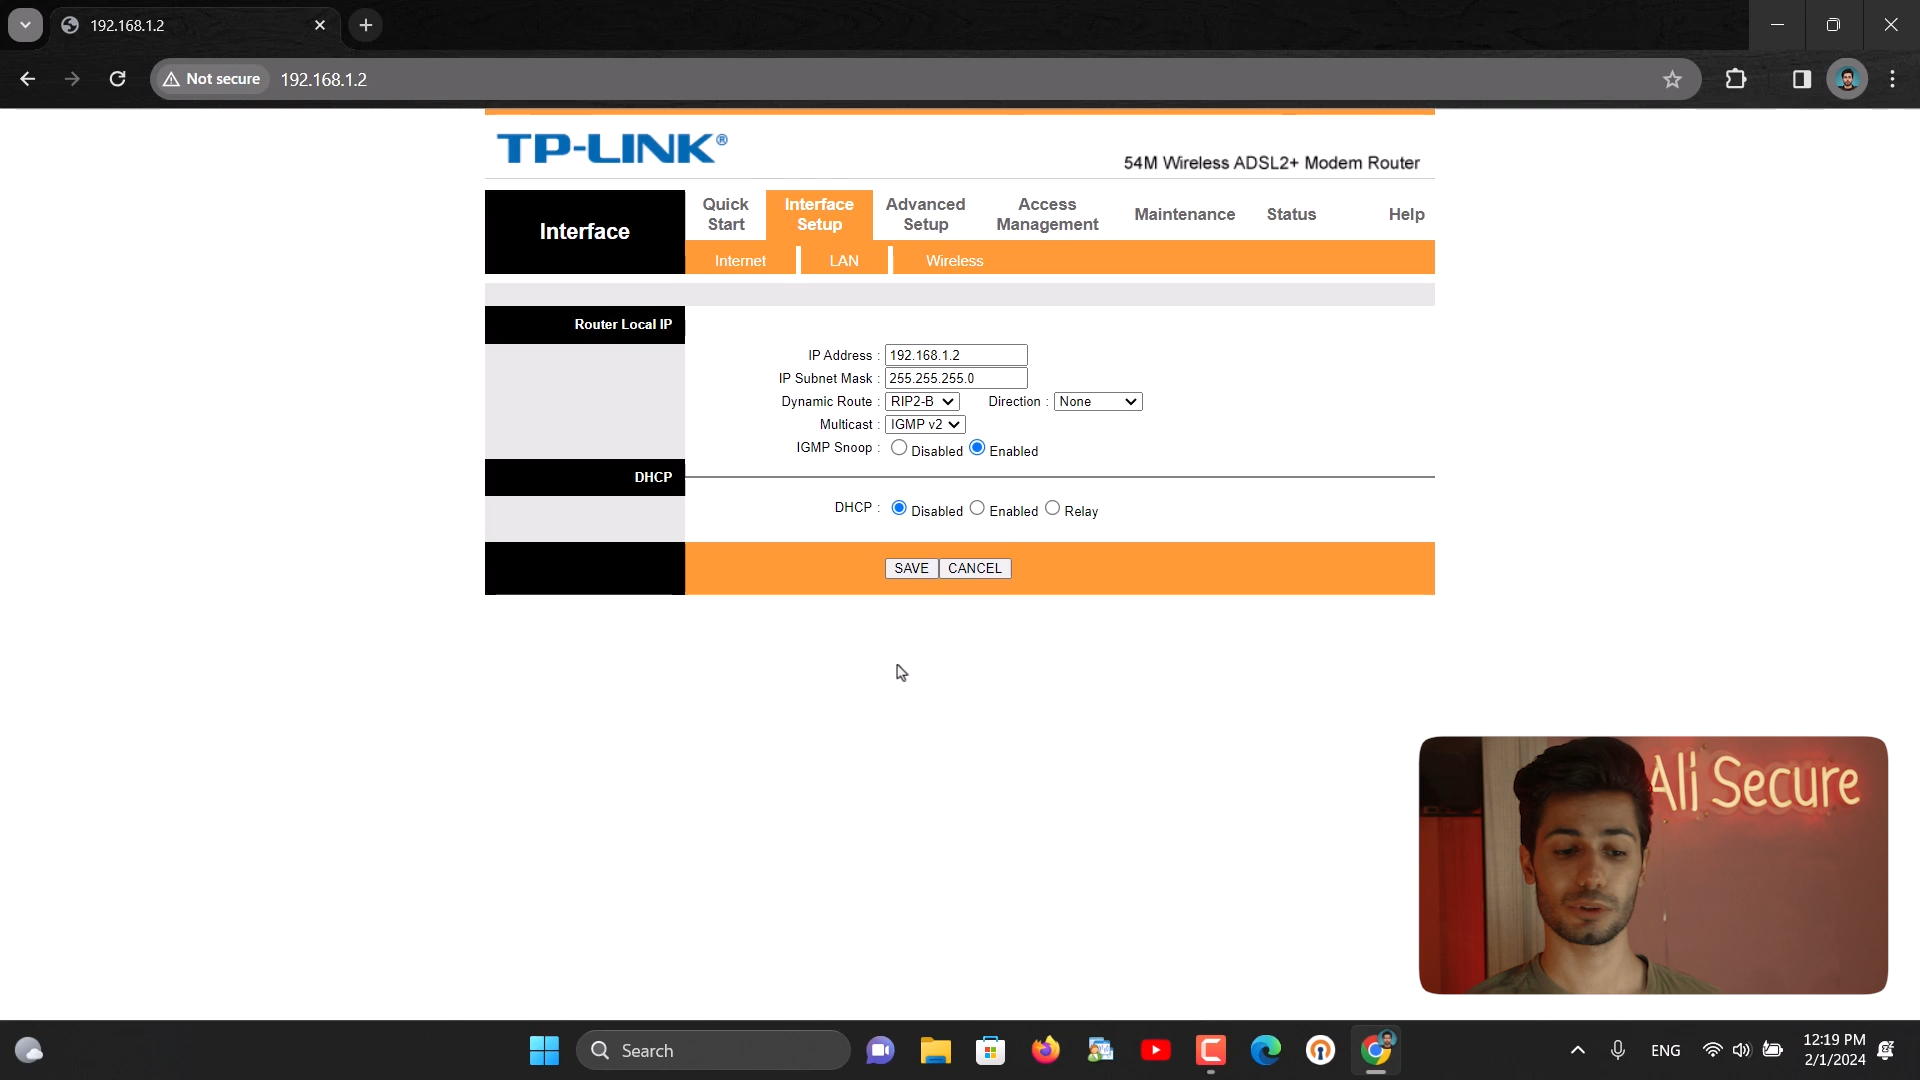 192.168.1.2
Not secure
192.168.1.2
TP-LINK®
54M Wireless ADSL2+ Modem Router
Interface
Quick Start
Interface Setup
Advanced Setup
Access Management
Maintenance
Status
Help
Internet
LAN
Wireless
Router Local IP
IP Address : 192.168.1.2
IP Subnet Mask : 255.255.255.0
Dynamic Route : RIP2-B Direction : None
Multicast : IGMP v2
IGMP Snoop : Disabled Enabled
DHCP
DHCP : Disabled Enabled Relay
SAVE CANCEL
Ali Secure
Search
ENG
12:19 PM
2/1/2024